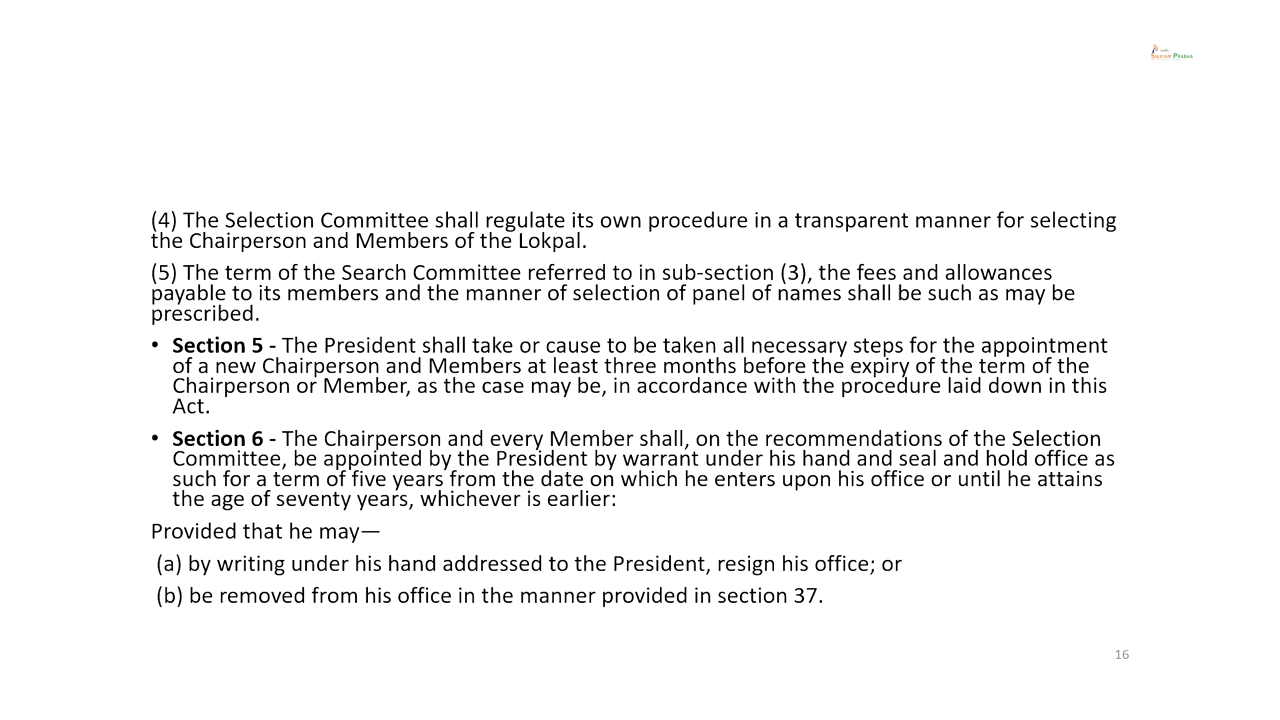 SWAYAM PRABHA
(4) The Selection Committee shall regulate its own procedure in a transparent manner for selecting
the Chairperson and Members of the Lokpal.
(5) The term of the Search Committee referred to in sub-section (3), the fees and allowances
payable to its members and the manner of selection of panel of names shall be such as may be
prescribed.
• Section 5 - The President shall take or cause to be taken all necessary steps for the appointment
of a new Chairperson and Members at least three months before the expiry of the term of the
Chairperson or Member, as the case may be, in accordance with the procedure laid down in this
Act.
• Section 6 - The Chairperson and every Member shall, on the recommendations of the Selection
Committee, be appointed by the President by warrant under his hand and seal and hold office as
such for a term of five years from the date on which he enters upon his office or until he attains
the age of seventy years, whichever is earlier:
Provided that he may—
(a) by writing under his hand addressed to the President, resign his office; or
(b) be removed from his office in the manner provided in section 37.
16